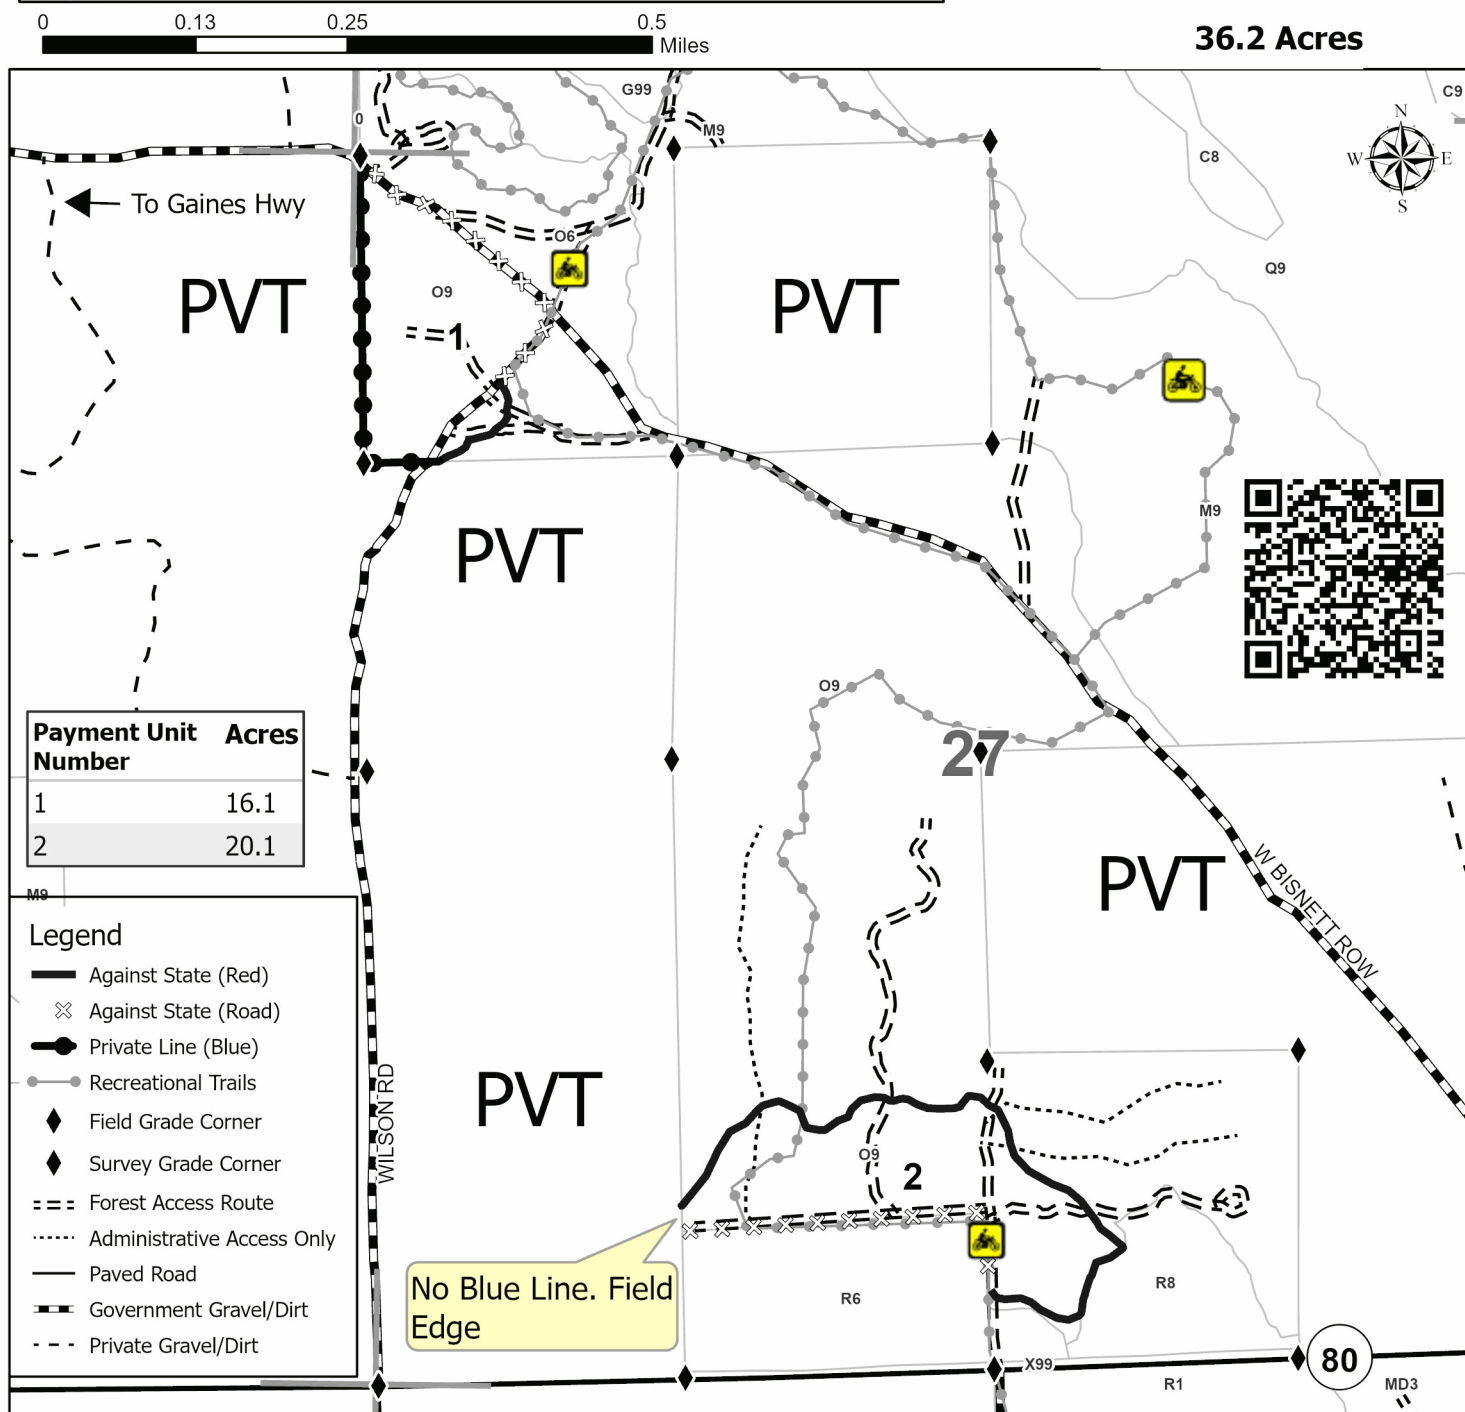 0 0.13 0.25 0.5
Miles
36.2 Acres
G99
C9
0
M9
C8
N
W E
S
To Gaines Hwy
O6
PVT
O9
PVT
Q9
1
M9
PVT
O9
27
Payment Unit Number Acres
1 16.1
2 20.1
PVT
W BISNETT ROW
M9
Legend
Against State (Red)
Against State (Road)
Private Line (Blue)
Recreational Trails
Field Grade Corner
Survey Grade Corner
Forest Access Route
Administrative Access Only
Paved Road
Government Gravel/Dirt
Private Gravel/Dirt
WILSON RD
PVT
O9
2
No Blue Line. Field
Edge
R6
R8
X99
80
R1
MD3